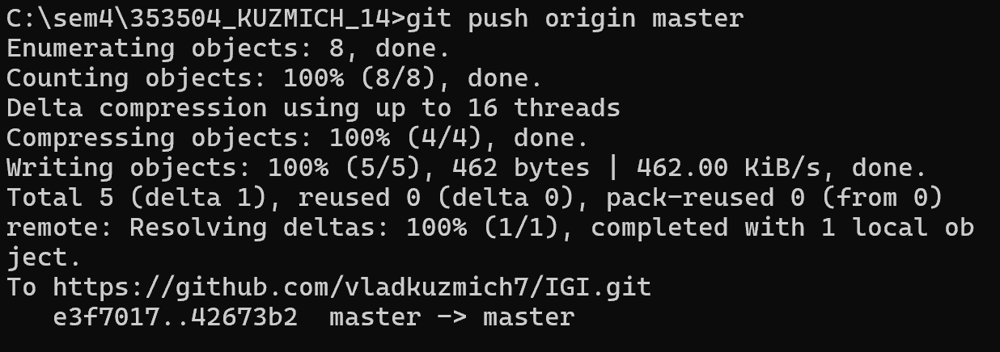 C:\sem4\353504_KUZMICH_14>git push origin master
Enumerating objects: 8, done.
Counting objects: 100% (8/8), done.
Delta compression using up to 16 threads
Compressing objects: 100% (4/4), done.
Writing objects: 100% (5/5), 462 bytes | 462.00 KiB/s, done.
Total 5 (delta 1), reused 0 (delta 0), pack-reused 0 (from 0)
remote: Resolving deltas: 100% (1/1), completed with 1 local ob
ject.
To https://github.com/vladkuzmich7/IGI.git
   e3f7017..42673b2  master -> master